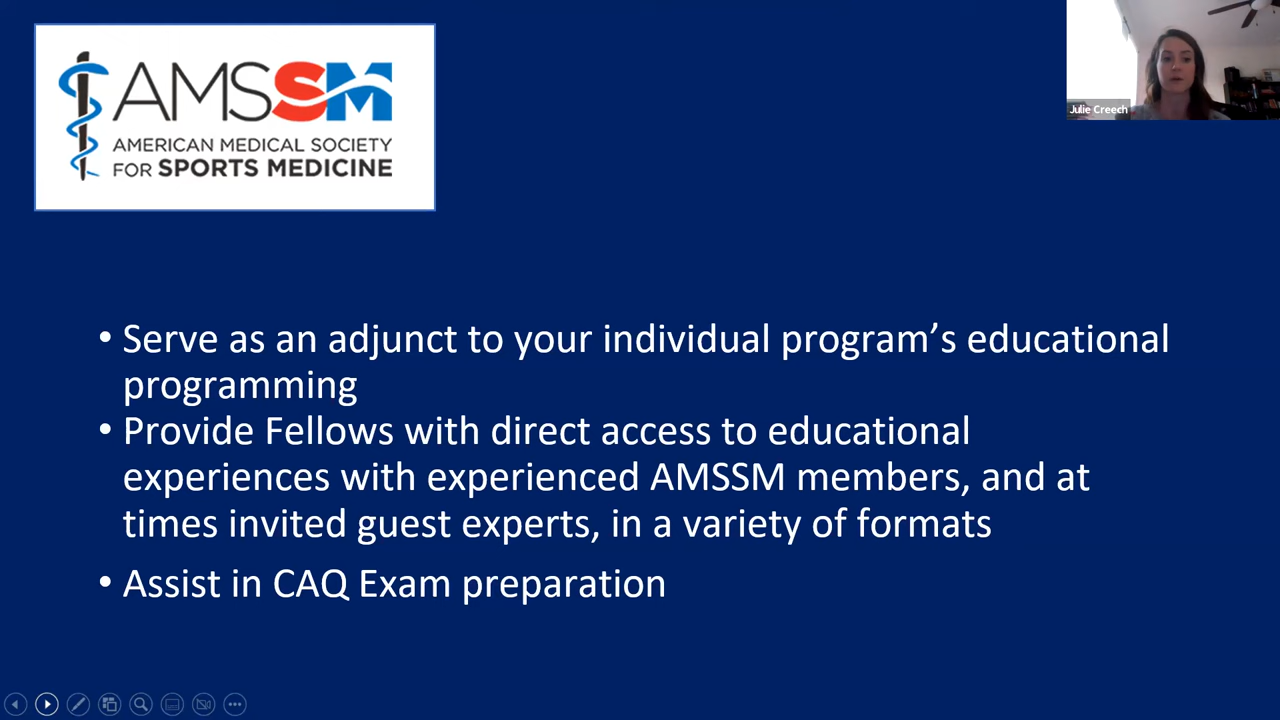 AMSSM
AMERICAN MEDICAL SOCIETY
FOR SPORTS MEDICINE
Julie Creech
• Serve as an adjunct to your individual program’s educational
programming
• Provide Fellows with direct access to educational
experiences with experienced AMSSM members, and at
times invited guest experts, in a variety of formats
• Assist in CAQ Exam preparation